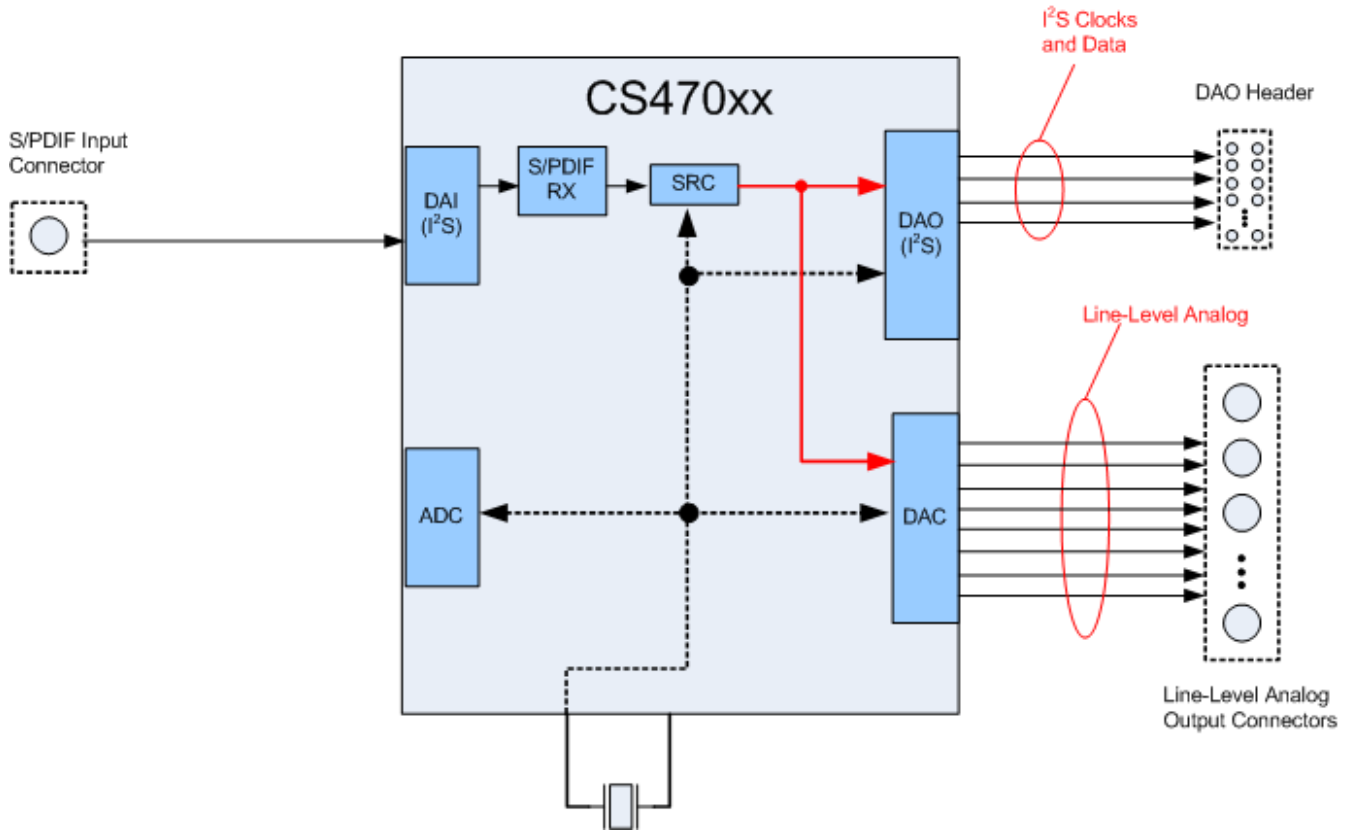 I²S Clocks
and Data
DAO Header
CS470xx
S/PDIF Input
Connector
DAI
(I²S)
S/PDIF
RX
SRC
DAO
(I²S)
Line-Level Analog
ADC
DAC
Line-Level Analog
Output Connectors